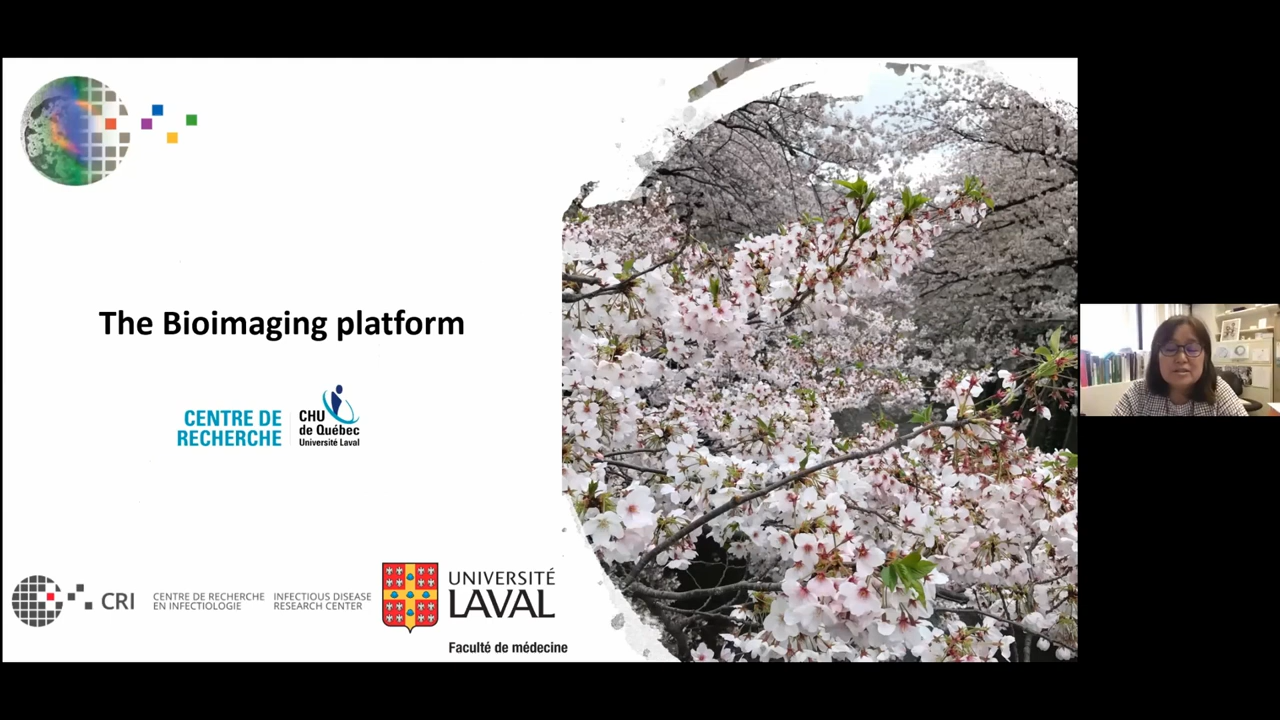 The Bioimaging platform
CENTRE DE
RECHERCHE
CHU
de Québec
Université Laval
CRI
CENTRE DE RECHERCHE
EN INFECTIOLOGIE
INFECTIOUS DISEASE
RESEARCH CENTER
UNIVERSITÉ
LAVAL
Faculté de médecine